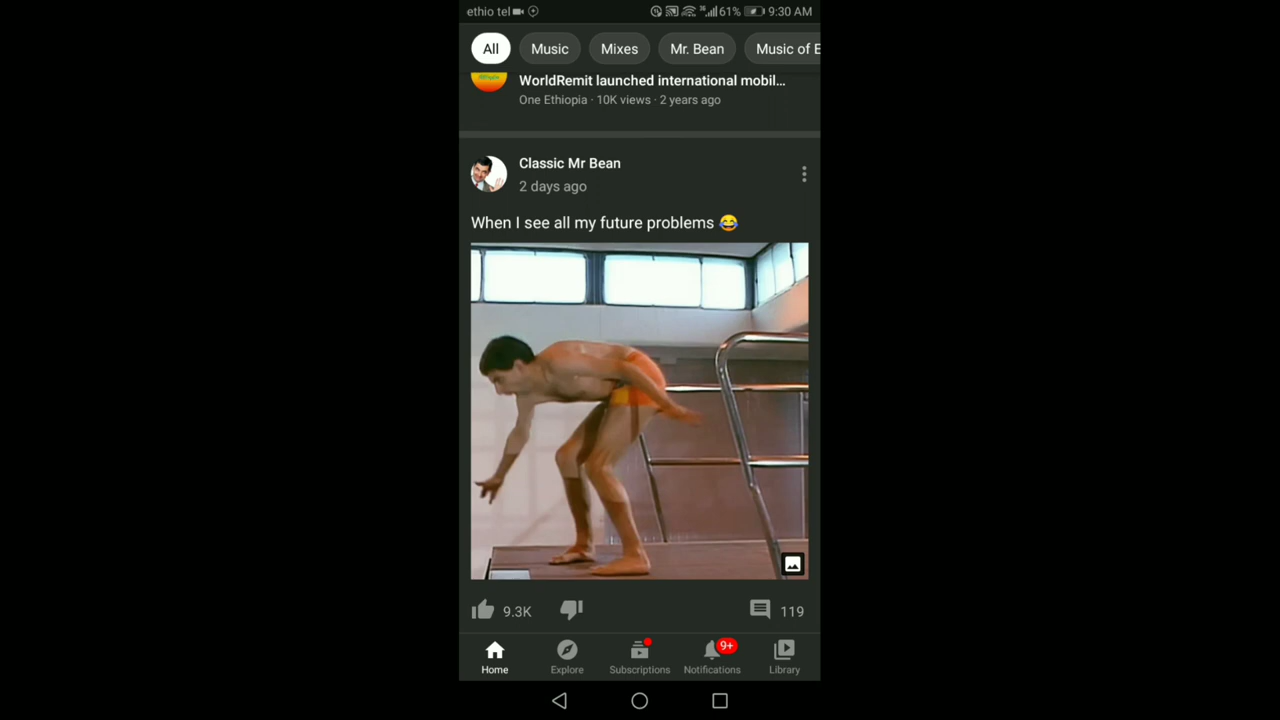 ethio tel 61% 9:30 AM
All Music Mixes Mr. Bean Music of E
WorldRemit launched international mobil...
One Ethiopia · 10K views · 2 years ago
Classic Mr Bean
2 days ago
When I see all my future problems 😂
9.3K 119
9+
Home Explore Subscriptions Notifications Library